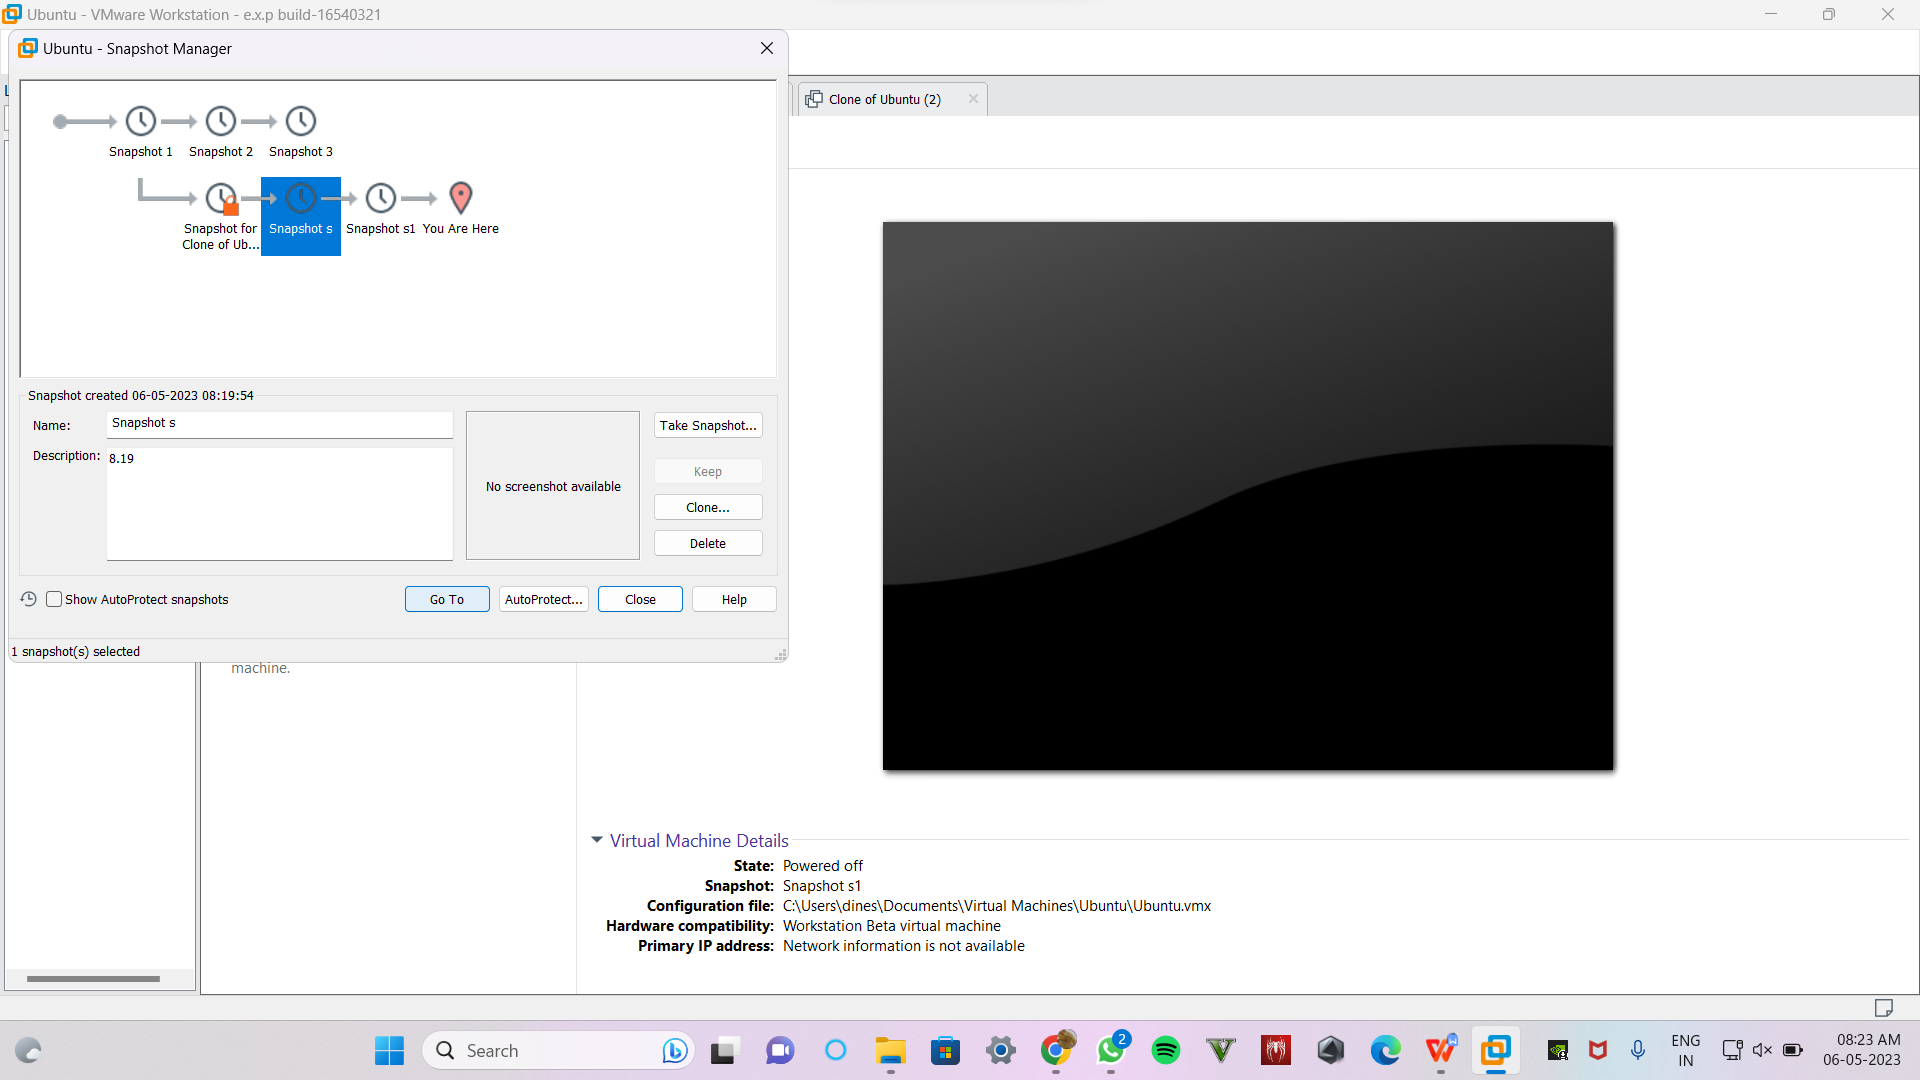 Ubuntu - VMware Workstation - e.x.p build-16540321
Ubuntu - Snapshot Manager
Clone of Ubuntu (2)
Snapshot 1
Snapshot 2
Snapshot 3
Snapshot for
Clone of Ub...
Snapshot s
Snapshot s1
You Are Here
Snapshot created 06-05-2023 08:19:54
Name:
Snapshot s
Description:
8.19
No screenshot available
Take Snapshot...
Keep
Clone...
Delete
Show AutoProtect snapshots
Go To
AutoProtect...
Close
Help
1 snapshot(s) selected
machine.
Virtual Machine Details
State: Powered off
Snapshot: Snapshot s1
Configuration file: C:\Users\dines\Documents\Virtual Machines\Ubuntu\Ubuntu.vmx
Hardware compatibility: Workstation Beta virtual machine
Primary IP address: Network information is not available
Search
2
ENG
IN
08:23 AM
06-05-2023